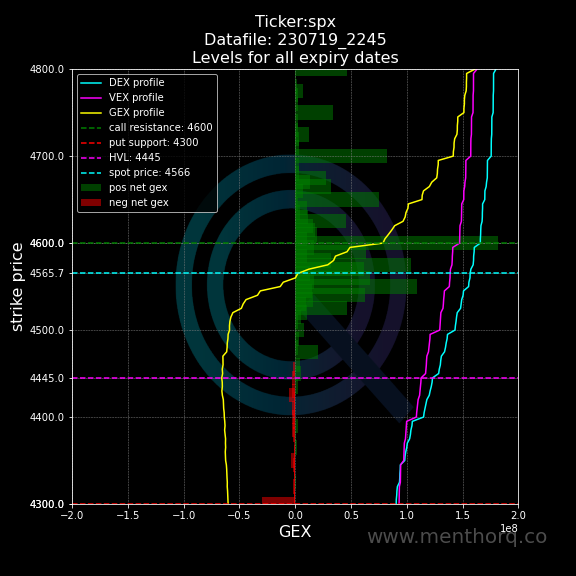 Ticker:spx
Datafile: 230719_2245
Levels for all expiry dates
DEX profile
VEX profile
GEX profile
call resistance: 4600
put support: 4300
HVL: 4445
spot price: 4566
pos net gex
neg net gex
strike price
4800.0
4700.0
4600.0
4565.7
4500.0
4445.0
4400.0
4300.0
−2.0 −1.5 −1.0 −0.5 0.0 0.5 1.0 1.5 2.0
1e8
GEX
www.menthorq.co